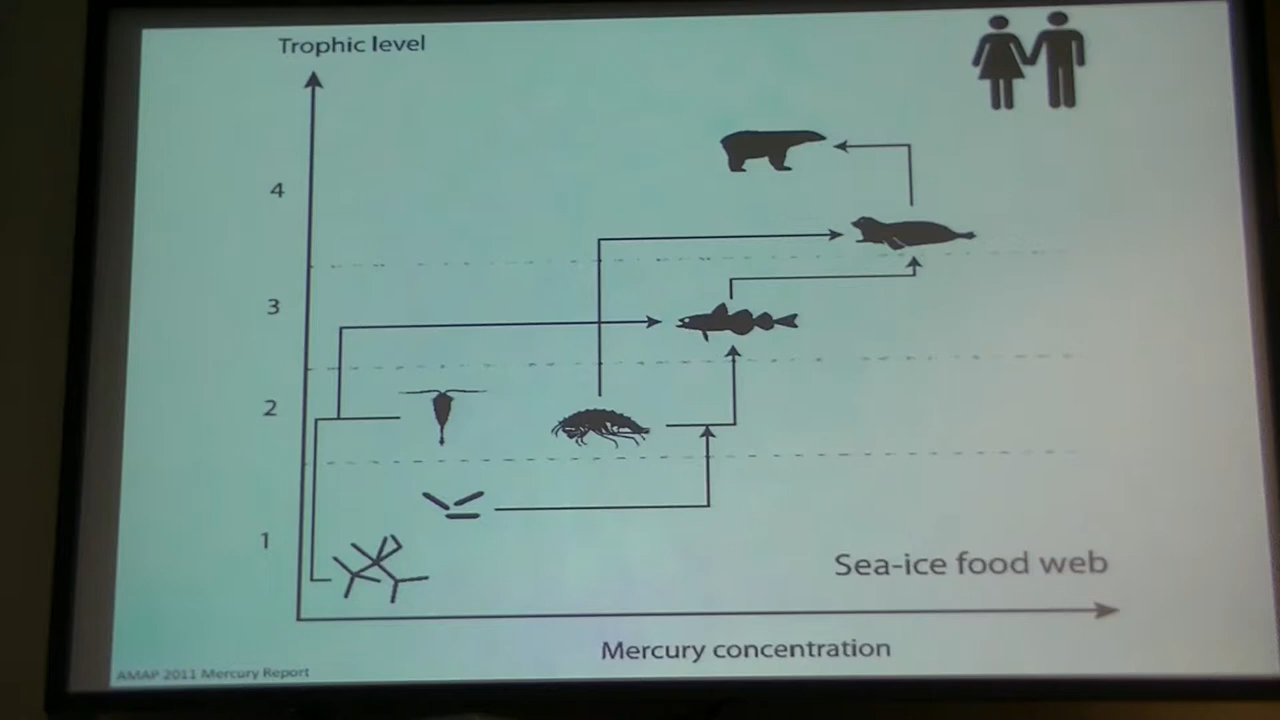 Trophic level
4
3
2
1
Sea-ice food web
Mercury concentration
AMAP 2011 Mercury Report